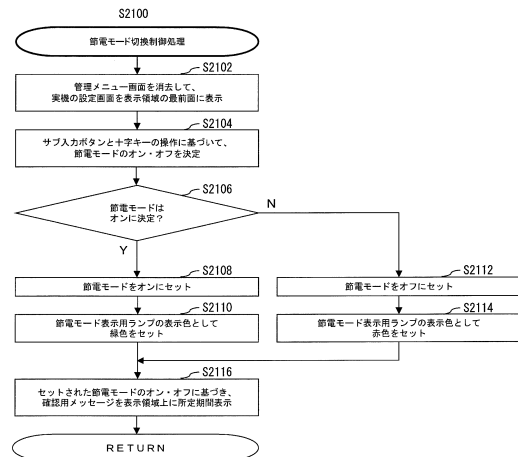 S2100
節電モード切換制御処理
S2102
管理メニュー画面を消去して、
実機の設定画面を表示領域の最前面に表示
S2104
サブ入力ボタンと十字キーの操作に基づいて、
節電モードのオン・オフを決定
S2106
節電モードは
オンに決定？
N
Y
S2108
節電モードをオンにセット
S2112
節電モードをオフにセット
S2110
節電モード表示用ランプの表示色として
緑色をセット
S2114
節電モード表示用ランプの表示色として
赤色をセット
S2116
セットされた節電モードのオン・オフに基づき、
確認用メッセージを表示領域上に所定期間表示
RETURN